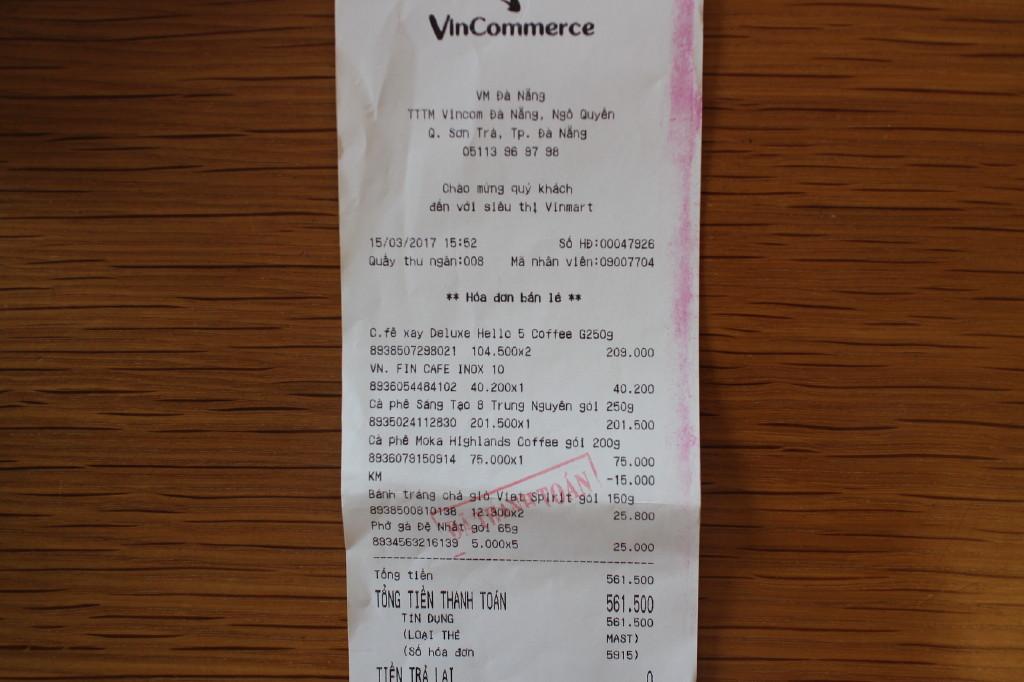 VinCommerce
VM Đà Nẵng
TTTM Vincom Đà Nẵng, Ngô Quyền
Q. Sơn Trà, Tp. Đà Nẵng
05113 96 97 98
Chào mừng quý khách
đến với siêu thị Vinmart
15/03/2017 15:52 Số HĐ:00047926
Quầy thu ngân:008 Mã nhân viên:09007704
** Hóa đơn bán lẻ **
C.fê xay Deluxe Hello 5 Coffee G250g
8938507298021 104.500x2 209.000
VN. FIN CAFE INOX 10
8936054484102 40.200x1 40.200
Cà phê Sáng Tạo 8 Trung Nguyên gói 250g
8935024112830 201.500x1 201.500
Cà phê Moka Highlands Coffee gói 200g
8936079150914 75.000x1 75.000
KM -15.000
Bánh tráng chả giò Viet Spirit gói 150g
8938500810138 x2 25.800
Phở gà Đệ Nhất gói 65g
8934563216139 5.000x5 25.000
ĐÃ THANH TOÁN
Tổng tiền 561.500
TỔNG TIỀN THANH TOÁN 561.500
TIN DỤNG 561.500
(LOẠI THẺ MAST)
(Số hóa đơn 5915)
TIỀN TRẢ LẠI 0